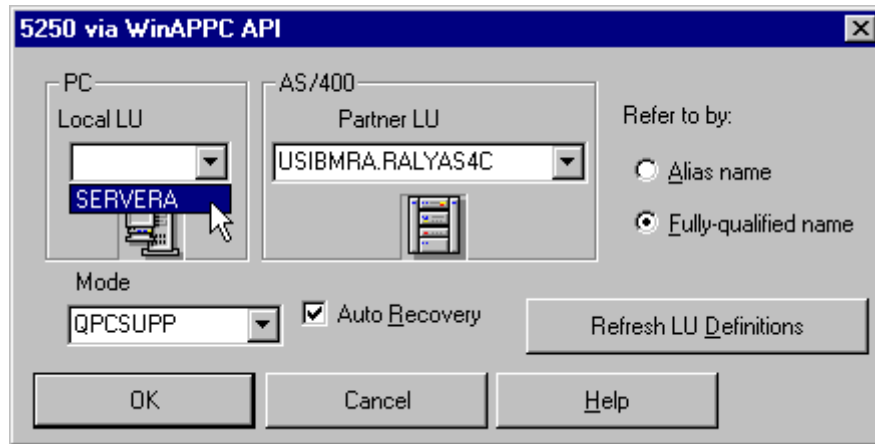 5250 via WinAPPC API
PC
AS/400
Local LU
Partner LU
Refer to by:
USIBMRA.RALYAS4C
Alias name
SERVERA
Fully-qualified name
Mode
QPCSUPP
Auto Recovery
Refresh LU Definitions
OK
Cancel
Help